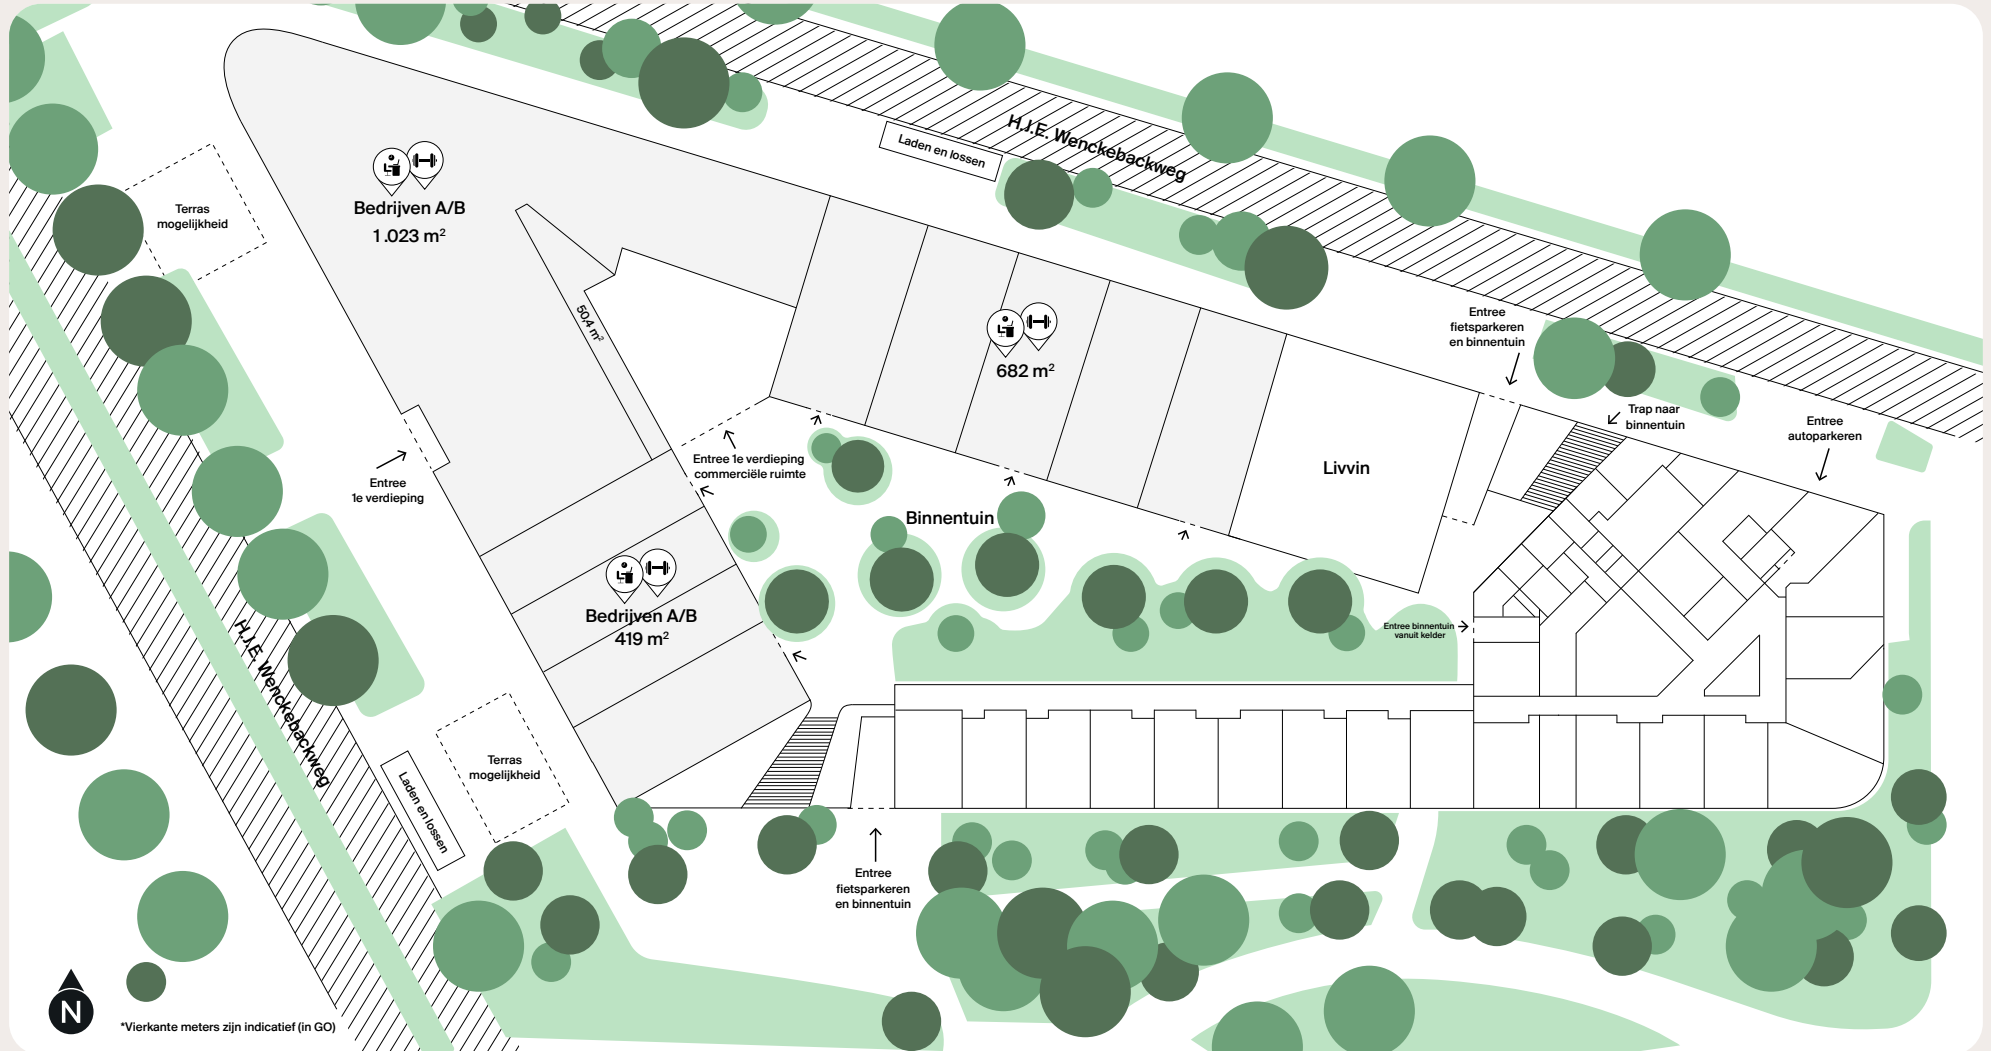 H.J.E. Wenckebackweg
Laden en lossen
Terras
mogelijkheid
Bedrijven A/B
1.023 m²
50,4 m²
682 m²
Entree
fietsparkeren
en binnentuin
Trap naar
binnentuin
Entree
autoparkeren
Livvin
Entree 1e verdieping
commerciële ruimte
Entree
1e verdieping
Binnentuin
Bedrijven A/B
419 m²
Entree binnentuin
vanuit kelder
H.J.E. Wenckebackweg
Terras
mogelijkheid
Laden en lossen
Entree
fietsparkeren
en binnentuin
N
*Vierkante meters zijn indicatief (in GO)